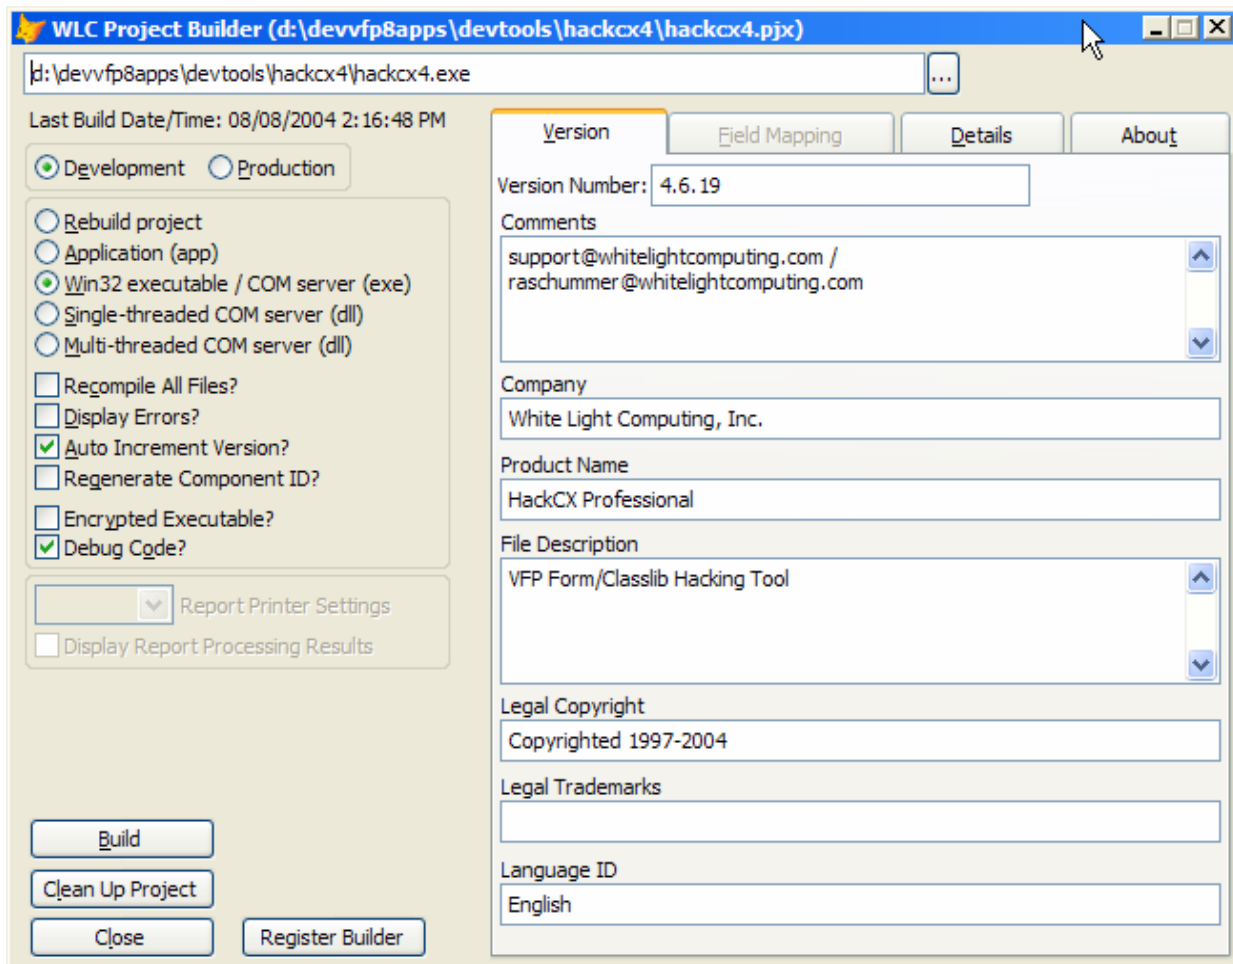 WLC Project Builder (d:\devvfp8apps\devtools\hackcx4\hackcx4.pjx)
d:\devvfp8apps\devtools\hackcx4\hackcx4.exe
...
Last Build Date/Time: 08/08/2004 2:16:48 PM
Development
Production
Rebuild project
Application (app)
Win32 executable / COM server (exe)
Single-threaded COM server (dll)
Multi-threaded COM server (dll)
Recompile All Files?
Display Errors?
Auto Increment Version?
Regenerate Component ID?
Encrypted Executable?
Debug Code?
Report Printer Settings
Display Report Processing Results
Build
Clean Up Project
Close
Register Builder
Version
Field Mapping
Details
About
Version Number: 4.6.19
Comments
support@whitelightcomputing.com /
raschummer@whitelightcomputing.com
Company
White Light Computing, Inc.
Product Name
HackCX Professional
File Description
VFP Form/Classlib Hacking Tool
Legal Copyright
Copyrighted 1997-2004
Legal Trademarks
Language ID
English